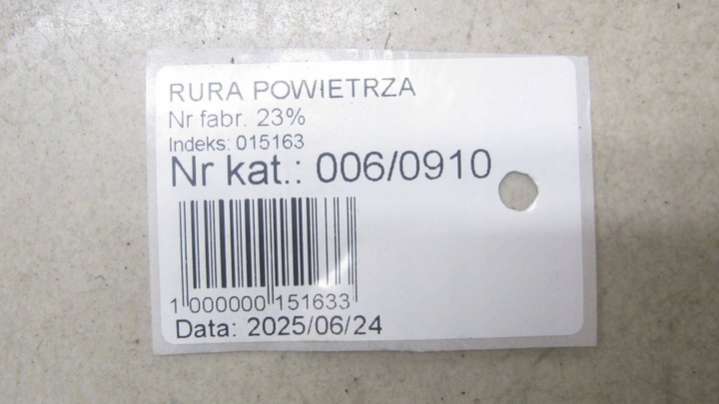 RURA POWIETRZA
Nr fabr. 23%
Indeks: 015163
Nr kat.: 006/0910
1 000000 151633
Data: 2025/06/24